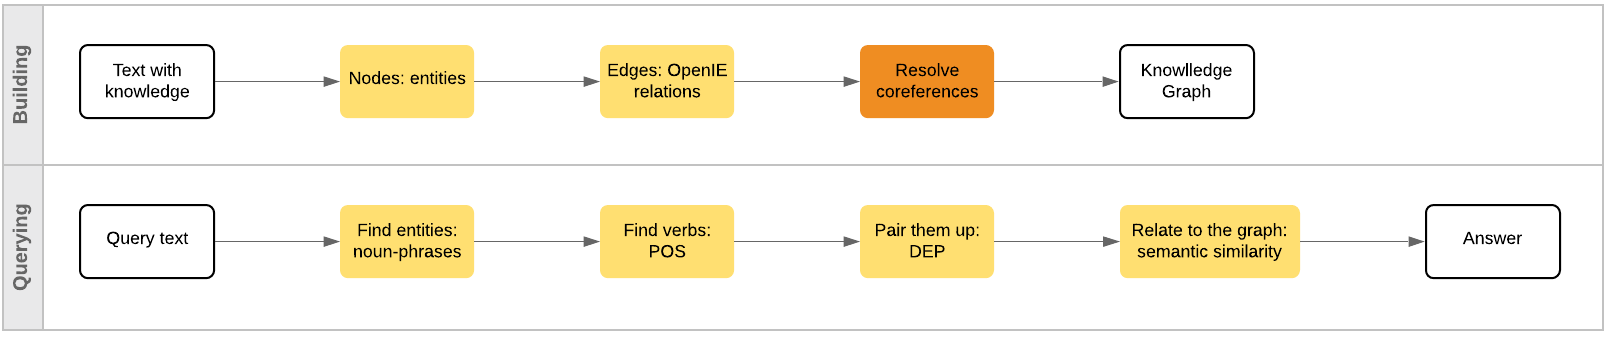 Building
Text with
knowledge
Nodes: entities
Edges: OpenIE
relations
Resolve
coreferences
Knowlledge
Graph
Querying
Query text
Find entities:
noun-phrases
Find verbs:
POS
Pair them up:
DEP
Relate to the graph:
semantic similarity
Answer